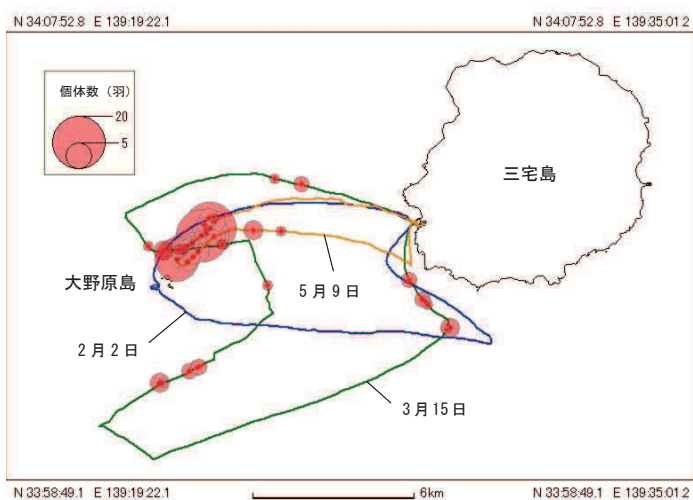 N 34:07:52.8 E 139:19:22.1
N 34:07:52.8 E 139:35:01.2
個体数（羽）
20
5
三宅島
大野原島
5月9日
2月2日
3月15日
N 33:58:49.1 E 139:19:22.1
6km
N 33:58:49.1 E 139:35:01.2